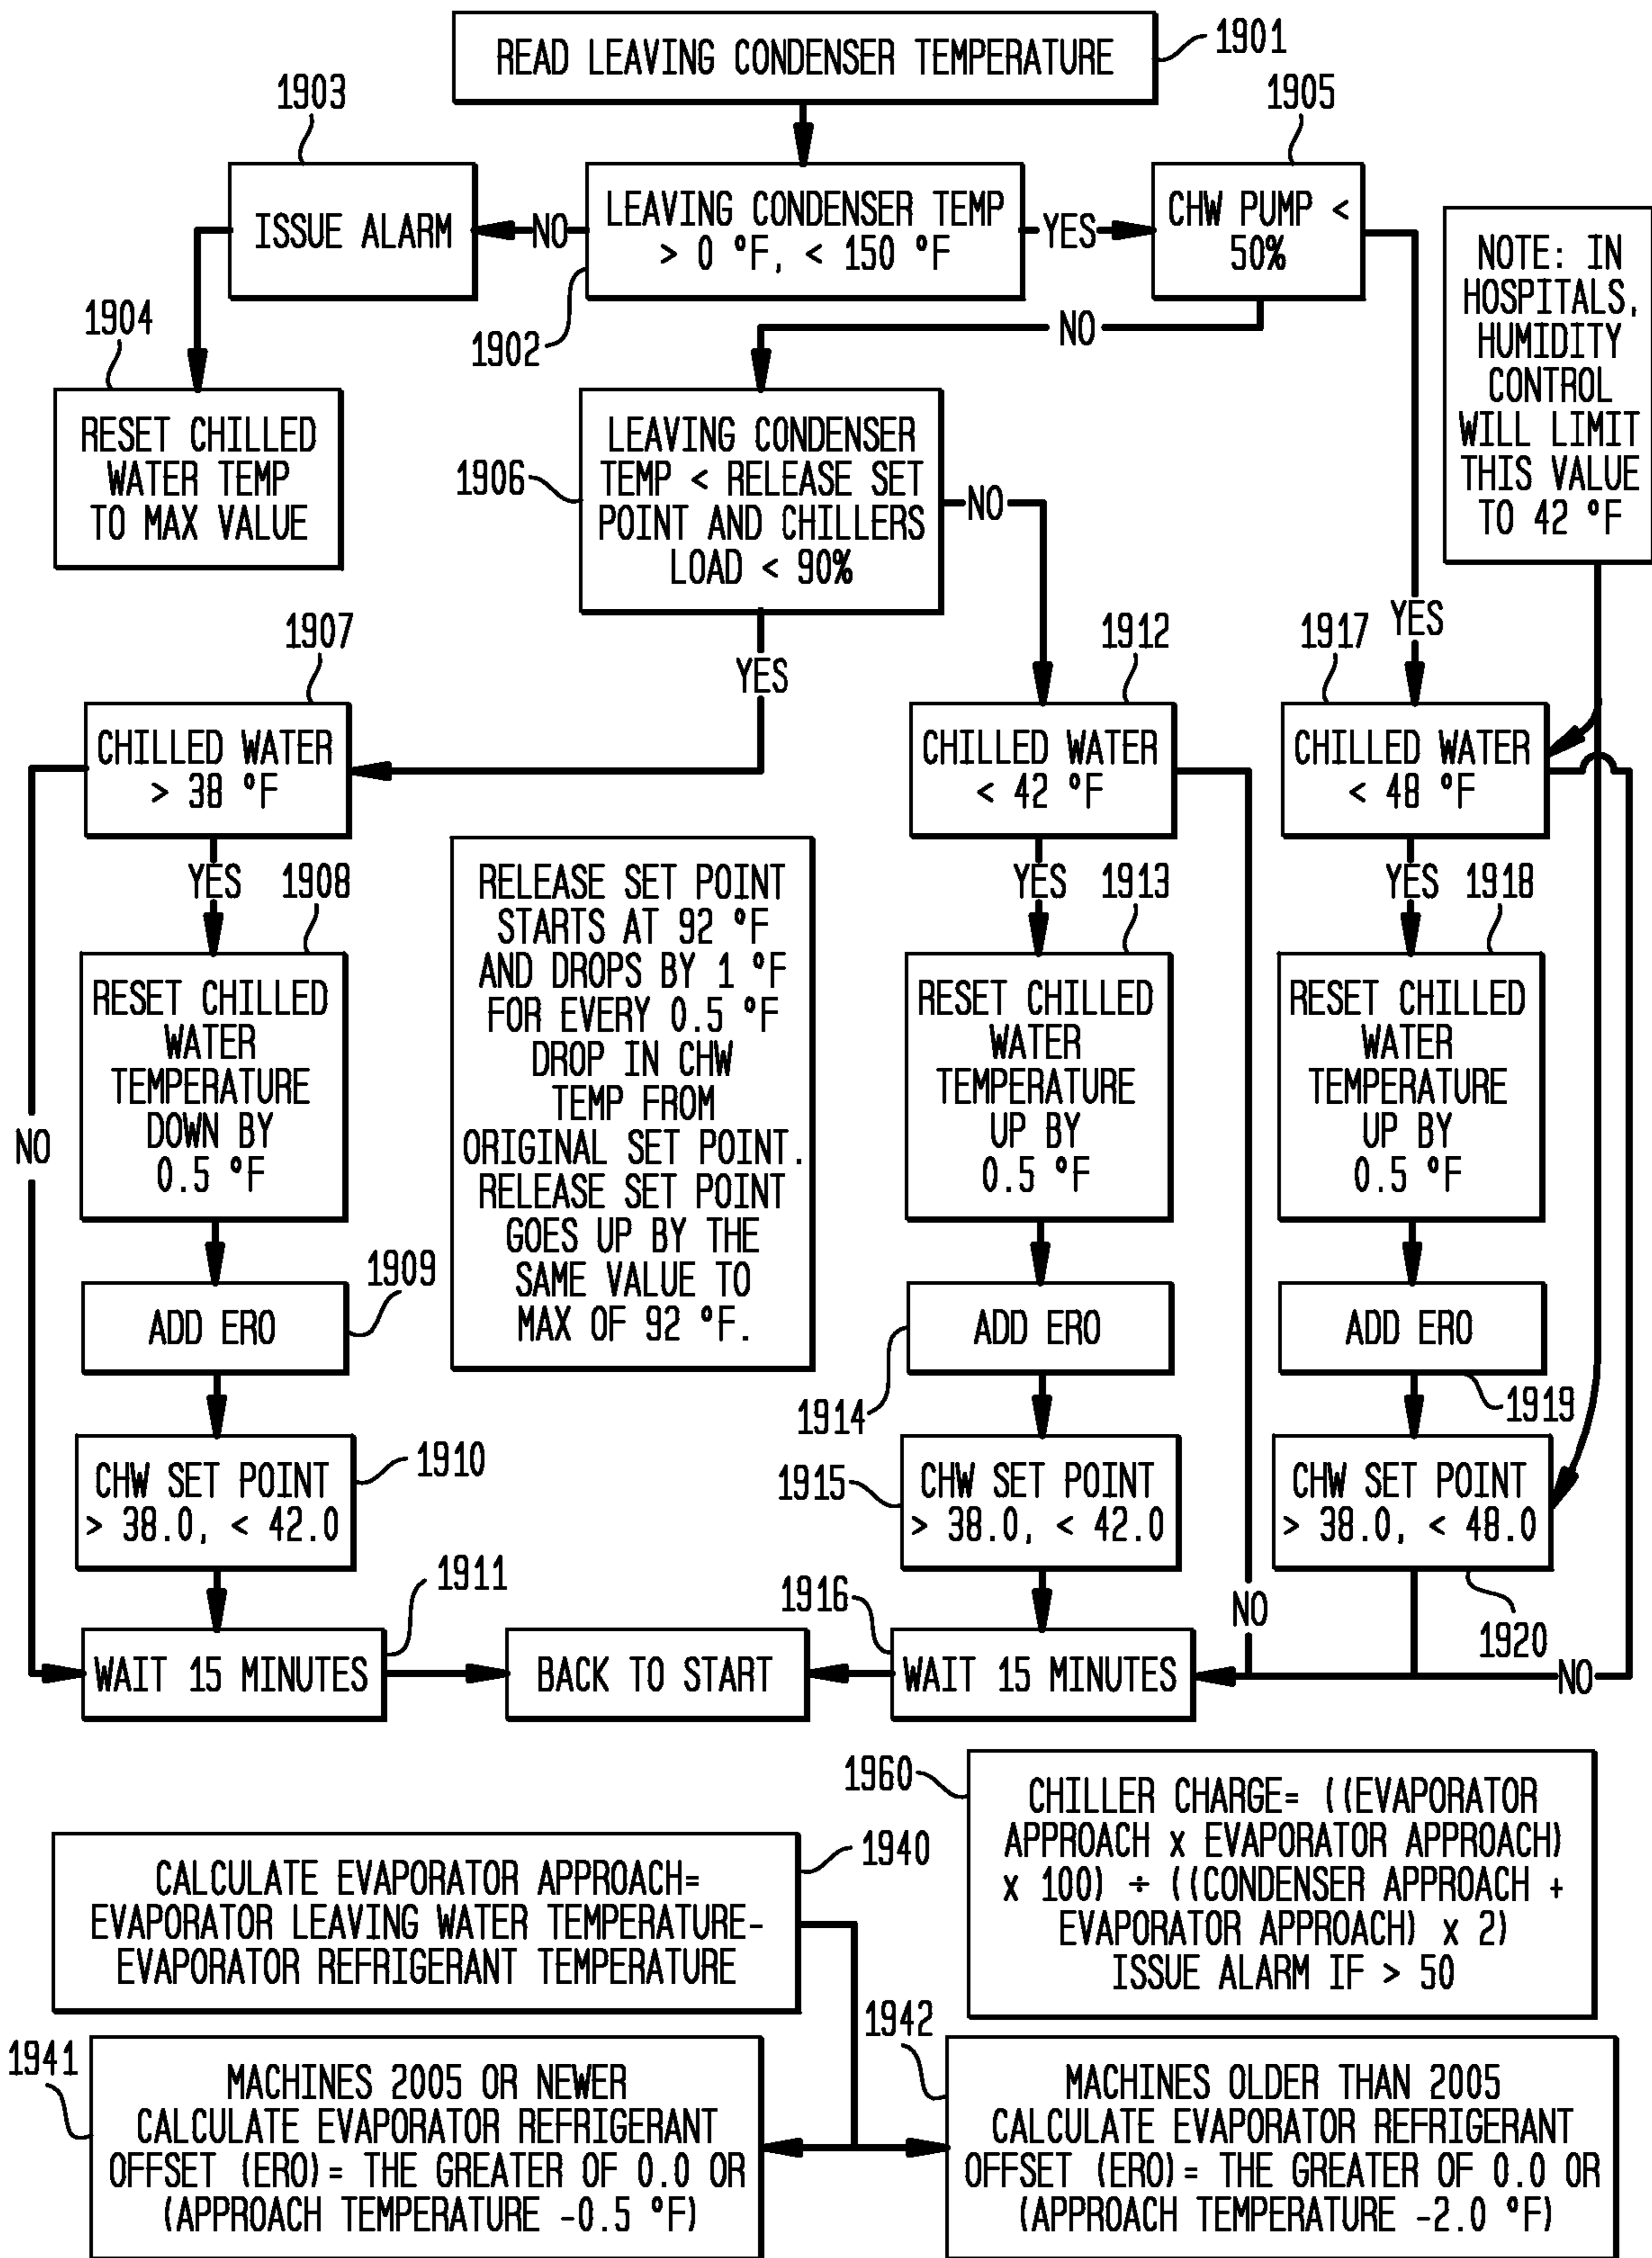 READ LEAVING CONDENSER TEMPERATURE
1901
1903
1905
ISSUE ALARM
NO
LEAVING CONDENSER TEMP
> 0 °F, < 150 °F
YES
CHW PUMP <
50%
NOTE: IN
HOSPITALS,
HUMIDITY
CONTROL
WILL LIMIT
THIS VALUE
TO 42 °F
1904
1902
NO
RESET CHILLED
WATER TEMP
TO MAX VALUE
1906
LEAVING CONDENSER
TEMP < RELEASE SET
POINT AND CHILLERS
LOAD < 90%
NO
YES
1907
YES
1912
1917
CHILLED WATER
> 38 °F
CHILLED WATER
< 42 °F
CHILLED WATER
< 48 °F
YES
1908
RELEASE SET POINT
STARTS AT 92 °F
AND DROPS BY 1 °F
FOR EVERY 0.5 °F
DROP IN CHW
TEMP FROM
ORIGINAL SET POINT.
RELEASE SET POINT
GOES UP BY THE
SAME VALUE TO
MAX OF 92 °F.
YES
1913
YES
1918
NO
RESET CHILLED
WATER
TEMPERATURE
DOWN BY
0.5 °F
RESET CHILLED
WATER
TEMPERATURE
UP BY
0.5 °F
RESET CHILLED
WATER
TEMPERATURE
UP BY
0.5 °F
1909
ADD ERO
ADD ERO
1914
ADD ERO
1919
CHW SET POINT
> 38.0, < 42.0
1910
1915
CHW SET POINT
> 38.0, < 42.0
CHW SET POINT
> 38.0, < 48.0
1911
1916
NO
1920
WAIT 15 MINUTES
BACK TO START
WAIT 15 MINUTES
NO
1960
CHILLER CHARGE= ((EVAPORATOR
APPROACH x EVAPORATOR APPROACH)
x 100) ÷ ((CONDENSER APPROACH +
EVAPORATOR APPROACH) x 2)
ISSUE ALARM IF > 50
1940
CALCULATE EVAPORATOR APPROACH=
EVAPORATOR LEAVING WATER TEMPERATURE-
EVAPORATOR REFRIGERANT TEMPERATURE
1941
1942
MACHINES 2005 OR NEWER
CALCULATE EVAPORATOR REFRIGERANT
OFFSET (ERO)= THE GREATER OF 0.0 OR
(APPROACH TEMPERATURE -0.5 °F)
MACHINES OLDER THAN 2005
CALCULATE EVAPORATOR REFRIGERANT
OFFSET (ERO)= THE GREATER OF 0.0 OR
(APPROACH TEMPERATURE -2.0 °F)